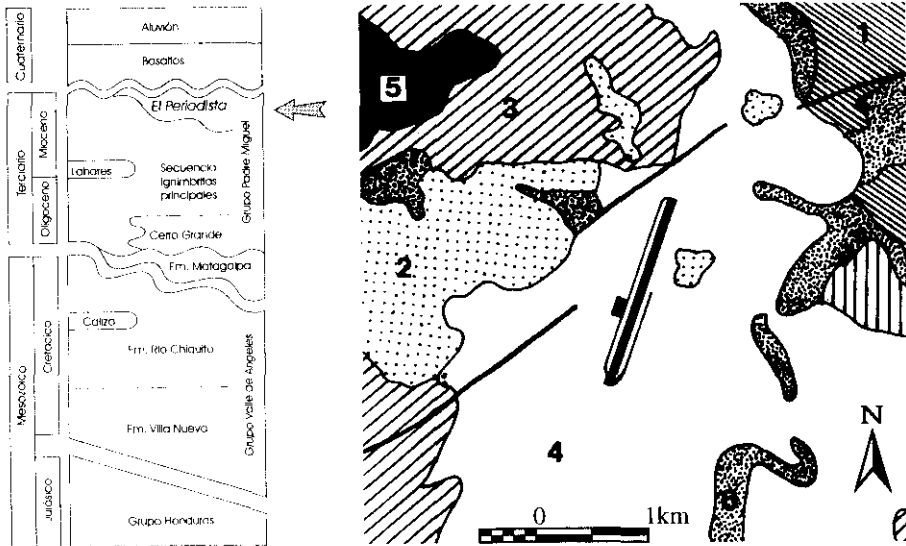 Cuaternario
Aluvión
Basaltos
Terciario
Mioceno
Oligoceno
El Periodista
Lahares
Secuencia
Ignimbritas
principales
Grupo Padre Miguel
Cerro Grande
Fm. Matagalpa
Mesozoico
Cretacico
Jurásico
Caliza
Fm. Río Chiquito
Grupo Valle de Angeles
Fm. Villa Nueva
Grupo Honduras
1
5
3
2
4
6
N
0 1km